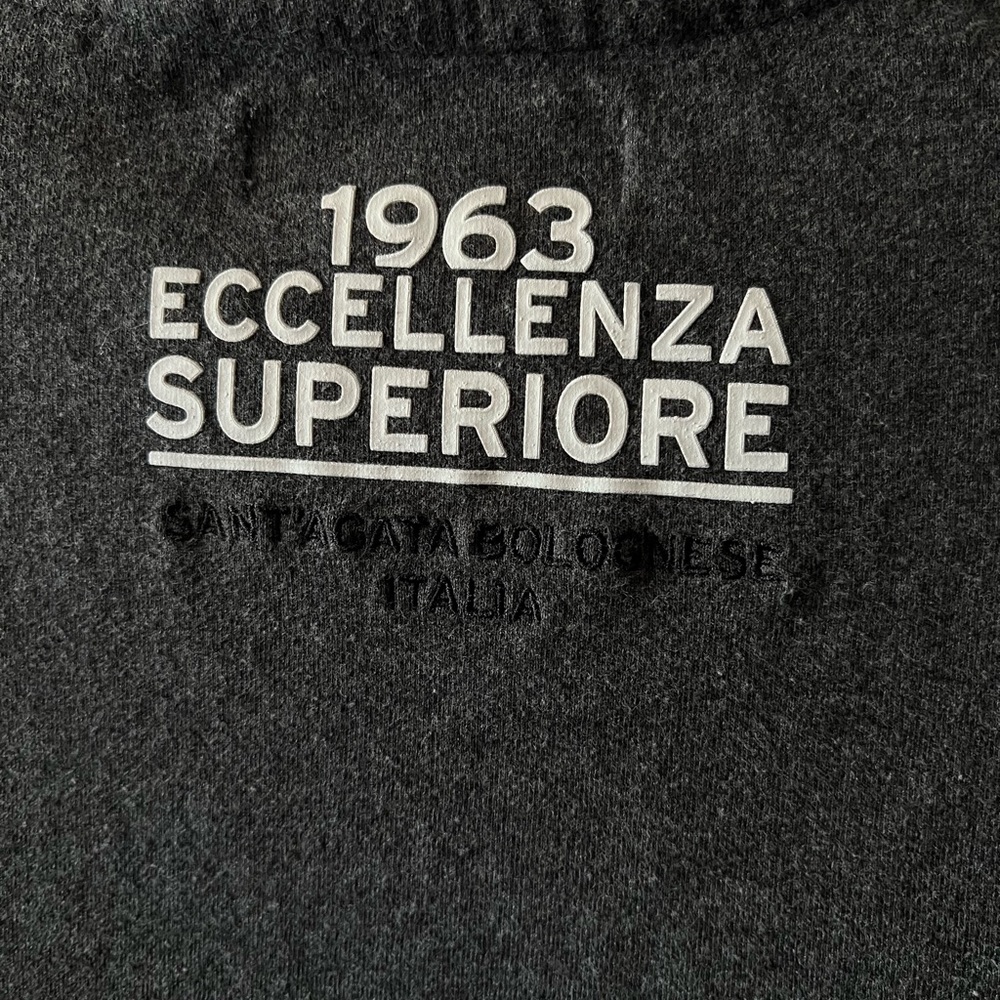 1963
ECCELLENZA
SUPERIORE
SANT'AGATA BOLOGNESE
ITALIA